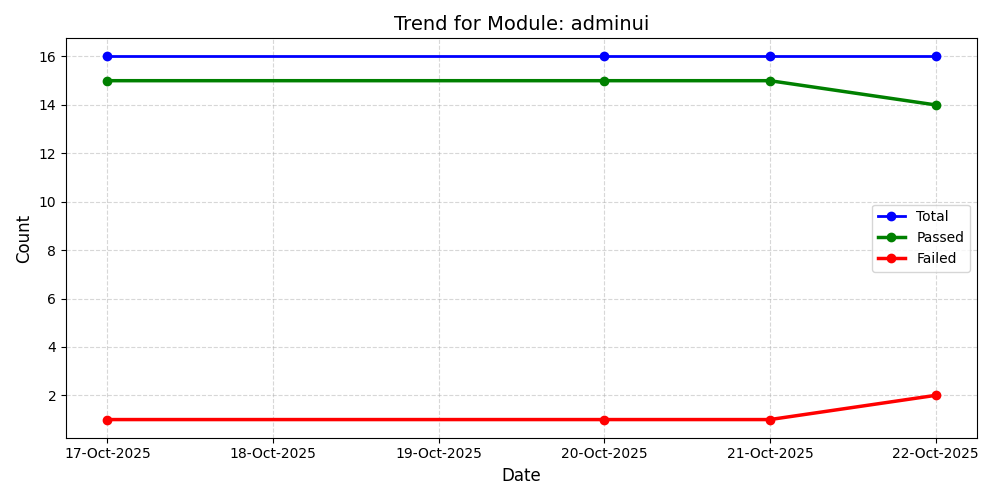 Trend for Module: adminui
16
14
12
10
8
6
4
2
Count
Total
Passed
Failed
17-Oct-2025
18-Oct-2025
19-Oct-2025
20-Oct-2025
21-Oct-2025
22-Oct-2025
Date